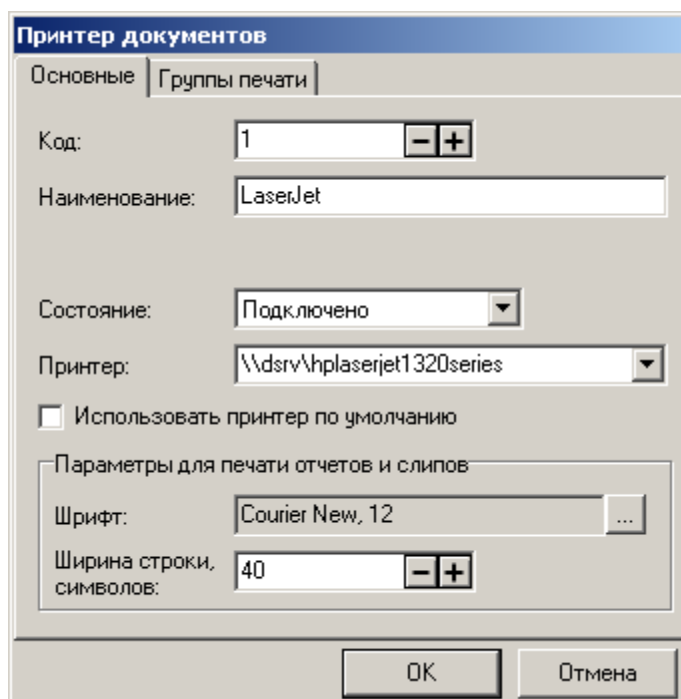 Принтер документов
Основные Группы печати
Код: 1
Наименование: LaserJet
Состояние: Подключено
Принтер: \\dsrv\hplaserjet1320series
Использовать принтер по умолчанию
Параметры для печати отчетов и слипов
Шрифт: Courier New, 12 ...
Ширина строки,
символов: 40
OK Отмена